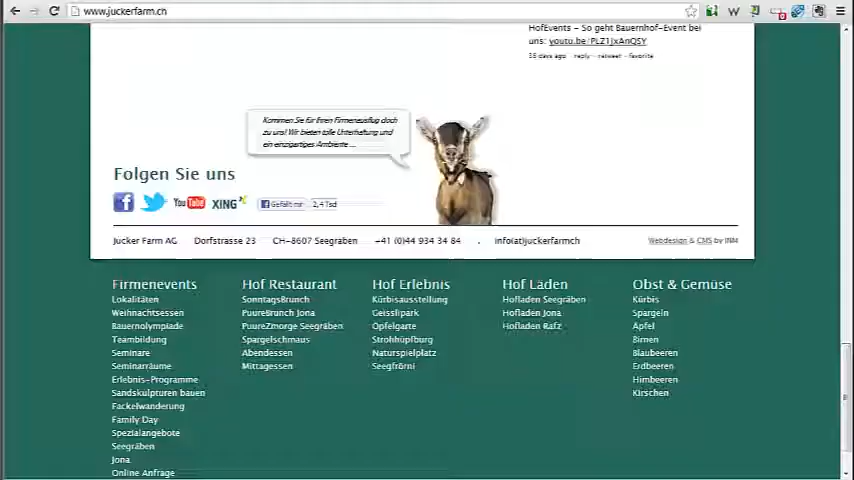 www.juckerfarm.ch
HofEvents - So geht Bauernhof-Event bei
uns: youtu.be/PLZ1JxAnQSY
35 days ago · reply · retweet · favorite
Kommen Sie für Ihren Firmenausflug doch
zu uns! Wir bieten tolle Unterhaltung und
ein einzigartiges Ambiente ...
Folgen Sie uns
f YouTube XING Gefällt mir 2,4 Tsd
Jucker Farm AG Dorfstrasse 23 CH-8607 Seegräben +41 (0)44 934 34 84 . info(at)juckerfarmch Webdesign & CMS by INM
Firmenevents
Lokalitäten
Weihnachtsessen
Bauernolympiade
Teambildung
Seminare
Seminarräume
Erlebnis-Programme
Sandskulpturen bauen
Fackelwanderung
Family Day
Spezialangebote
Seegräben
Jona
Online Anfrage
Hof Restaurant
SonntagsBrunch
PuureBrunch Jona
PuureZmorge Seegräben
Spargelschmaus
Abendessen
Mittagessen
Hof Erlebnis
Kürbisausstellung
Geisslipark
Öpfelgarte
Strohhüpfburg
Naturspielplatz
Seegfrörni
Hof Läden
Hofladen Seegräben
Hofladen Jona
Hofladen Rafz
Obst & Gemüse
Kürbis
Spargeln
Äpfel
Birnen
Blaubeeren
Erdbeeren
Himbeeren
Kirschen